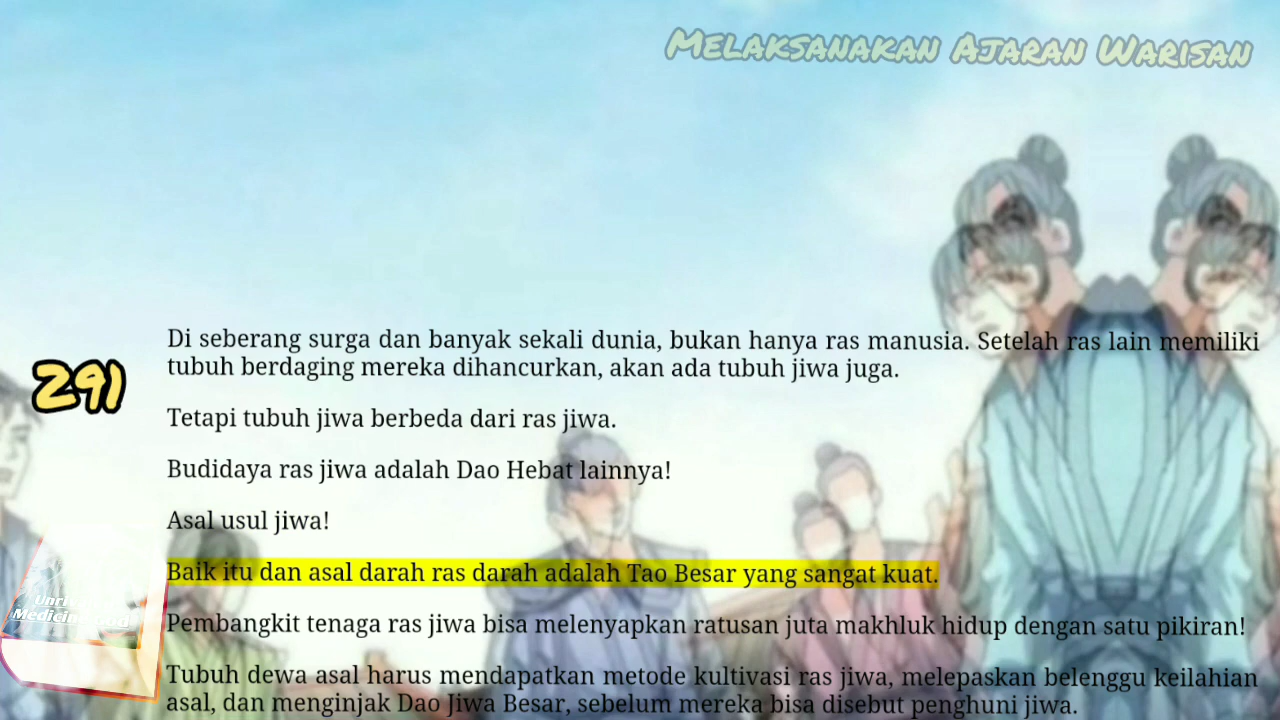 Melaksanakan Ajaran Warisan
291
Di seberang surga dan banyak sekali dunia, bukan hanya ras manusia. Setelah ras lain memiliki
tubuh berdaging mereka dihancurkan, akan ada tubuh jiwa juga.
Tetapi tubuh jiwa berbeda dari ras jiwa.
Budidaya ras jiwa adalah Dao Hebat lainnya!
Asal usul jiwa!
Baik itu dan asal darah ras darah adalah Tao Besar yang sangat kuat.
Pembangkit tenaga ras jiwa bisa melenyapkan ratusan juta makhluk hidup dengan satu pikiran!
Tubuh dewa asal harus mendapatkan metode kultivasi ras jiwa, melepaskan belenggu keilahian
asal, dan menginjak Dao Jiwa Besar, sebelum mereka bisa disebut penghuni jiwa.